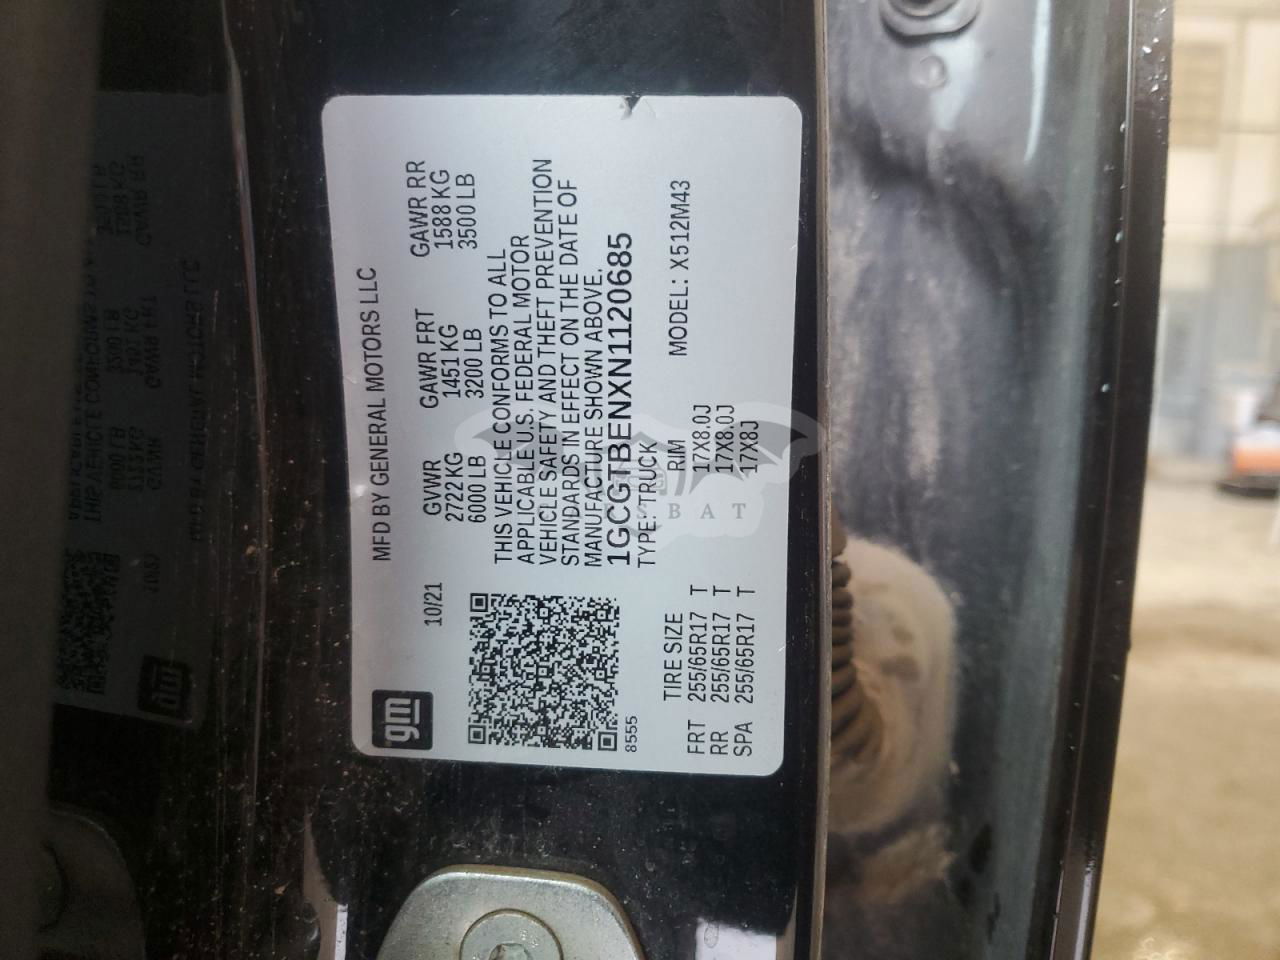 gm
MFD BY GENERAL MOTORS LLC
10/21
GVWR GAWR FRT GAWR RR
2722 KG 1451 KG 1588 KG
6000 LB 3200 LB 3500 LB
THIS VEHICLE CONFORMS TO ALL
APPLICABLE U.S. FEDERAL MOTOR
VEHICLE SAFETY AND THEFT PREVENTION
STANDARDS IN EFFECT ON THE DATE OF
MANUFACTURE SHOWN ABOVE.
1GCGTBENXN1120685
8555
TYPE: TRUCK
TIRE SIZE RIM MODEL: X512M43
FRT 255/65R17 T 17X8.0J
RR 255/65R17 T 17X8.0J
SPA 255/65R17 T 17X8J